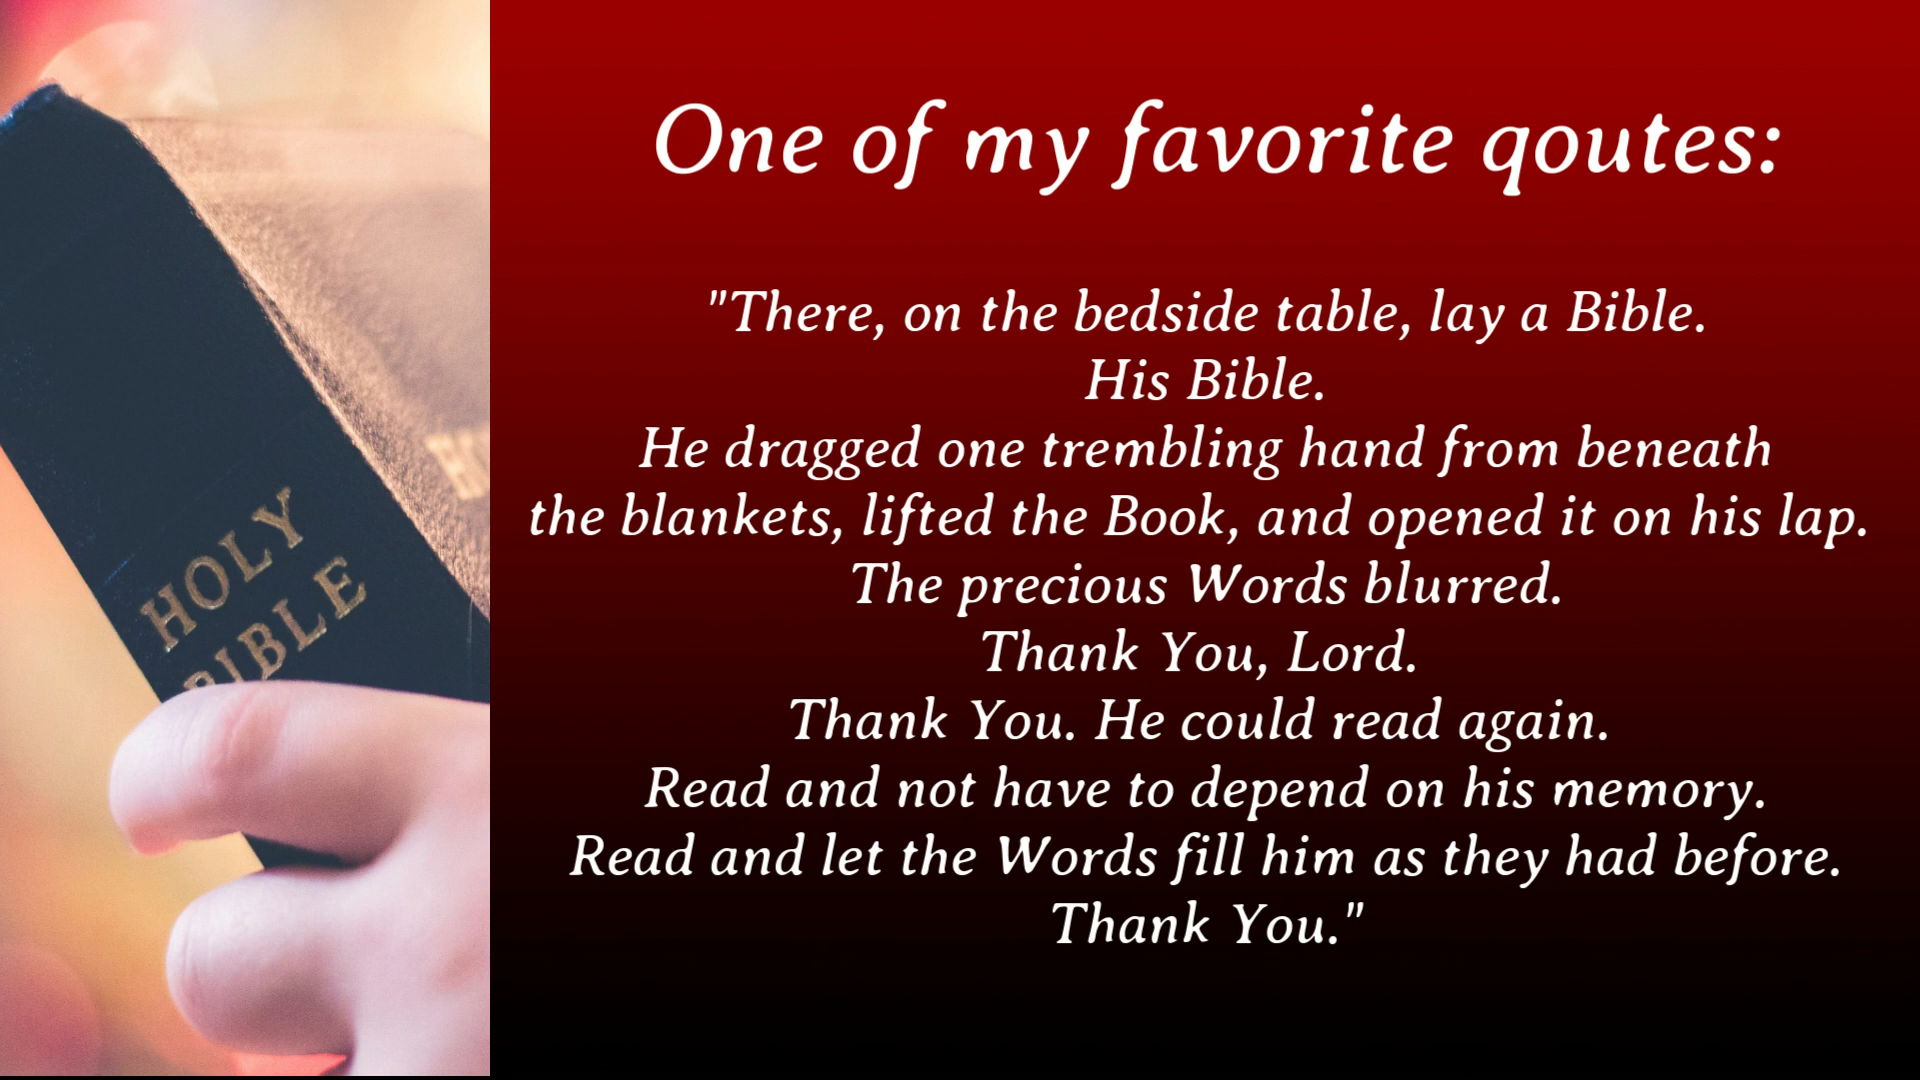 HOLY
BIBLE
One of my favorite qoutes:
"There, on the bedside table, lay a Bible.
His Bible.
He dragged one trembling hand from beneath
the blankets, lifted the Book, and opened it on his lap.
The precious Words blurred.
Thank You, Lord.
Thank You. He could read again.
Read and not have to depend on his memory.
Read and let the Words fill him as they had before.
Thank You."